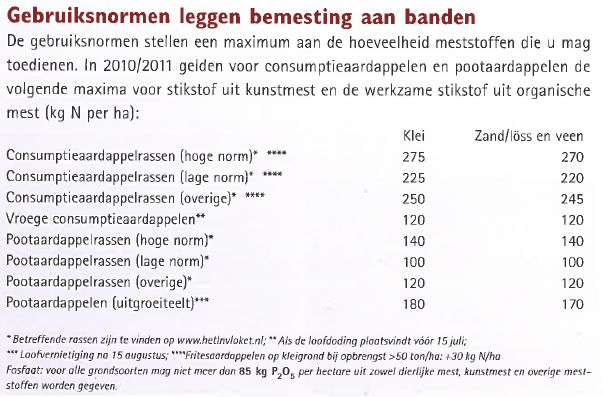 Gebruiksnormen leggen bemesting aan banden
De gebruiksnormen stellen een maximum aan de hoeveelheid meststoffen die u mag
toedienen. In 2010/2011 gelden voor consumptieaardappelen en pootaardappelen de
volgende maxima voor stikstof uit kunstmest en de werkzame stikstof uit organische
mest (kg N per ha):
Klei Zand/löss en veen
Consumptieaardappelrassen (hoge norm)* **** 275 270
Consumptieaardappelrassen (lage norm)* **** 225 220
Consumptieaardappelrassen (overige)* **** 250 245
Vroege consumptieaardappelen** 120 120
Pootaardappelrassen (hoge norm)* 140 140
Pootaardappelrassen (lage norm)* 100 100
Pootaardappelrassen (overige)* 120 120
Pootaardappelen (uitgroeiteelt)*** 180 170
* Betreffende rassen zijn te vinden op www.hetlnvloket.nl; ** Als de loofdoding plaatsvindt vóór 15 juli;
*** Loofvernietiging na 15 augustus; ****Fritesaardappelen op kleigrond bij opbrengst >50 ton/ha: +30 kg N/ha
Fosfaat: voor alle grondsoorten mag niet meer dan 85 kg P₂O₅ per hectare uit zowel dierlijke mest, kunstmest en overige mest-
stoffen worden gegeven.